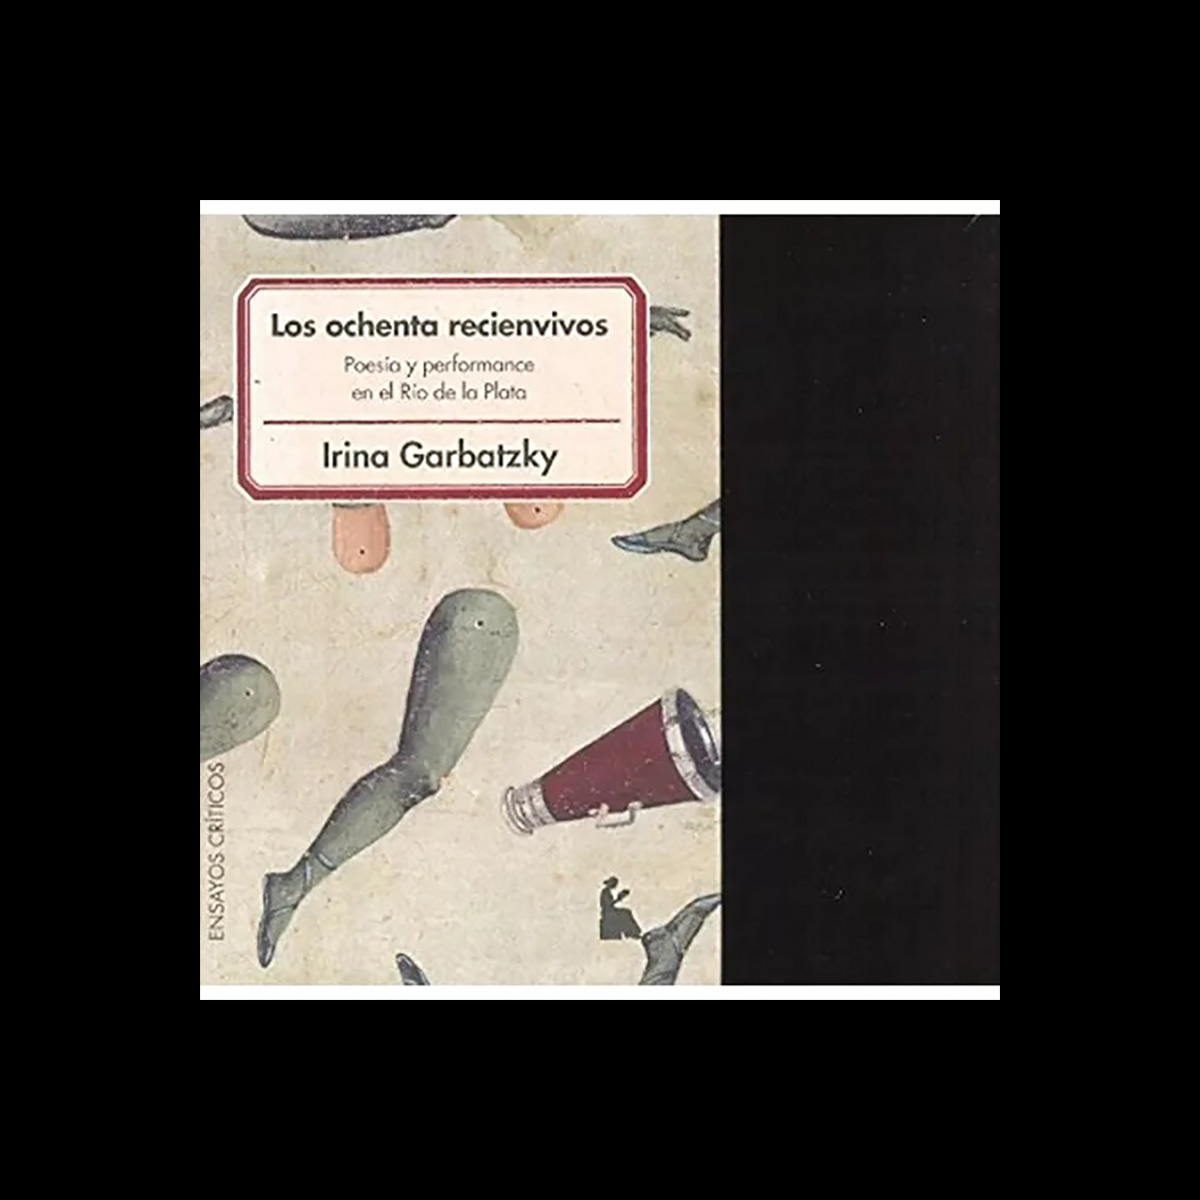 Los ochenta recienvivos
Poesía y performance
en el Río de la Plata
Irina Garbatzky
ENSAYOS CRÍTICOS